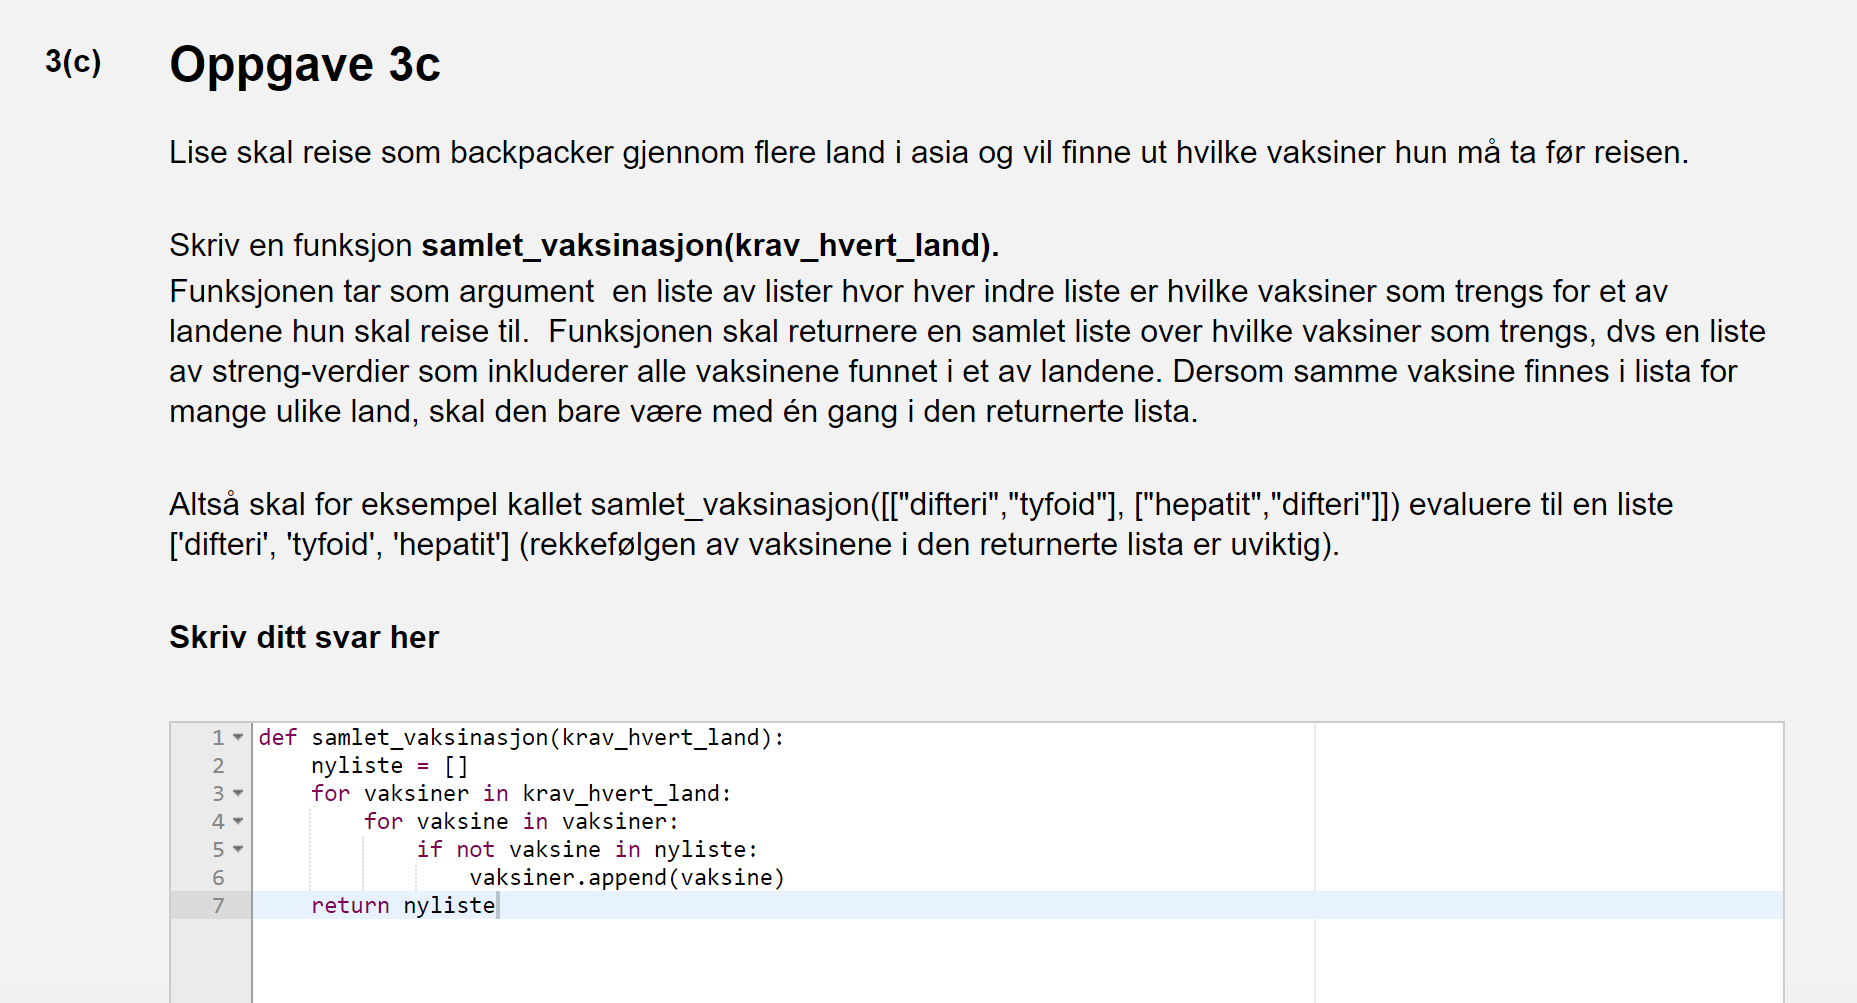 3(c) Oppgave 3c
Lise skal reise som backpacker gjennom flere land i asia og vil finne ut hvilke vaksiner hun må ta før reisen.
Skriv en funksjon samlet_vaksinasjon(krav_hvert_land).
Funksjonen tar som argument  en liste av lister hvor hver indre liste er hvilke vaksiner som trengs for et av
landene hun skal reise til.  Funksjonen skal returnere en samlet liste over hvilke vaksiner som trengs, dvs en liste
av streng-verdier som inkluderer alle vaksinene funnet i et av landene. Dersom samme vaksine finnes i lista for
mange ulike land, skal den bare være med én gang i den returnerte lista.
Altså skal for eksempel kallet samlet_vaksinasjon([["difteri","tyfoid"], ["hepatit","difteri"]]) evaluere til en liste
['difteri', 'tyfoid', 'hepatit'] (rekkefølgen av vaksinene i den returnerte lista er uviktig).
Skriv ditt svar her
1 def samlet_vaksinasjon(krav_hvert_land):
2     nyliste = []
3     for vaksiner in krav_hvert_land:
4         for vaksine in vaksiner:
5             if not vaksine in nyliste:
6                 vaksiner.append(vaksine)
7     return nyliste